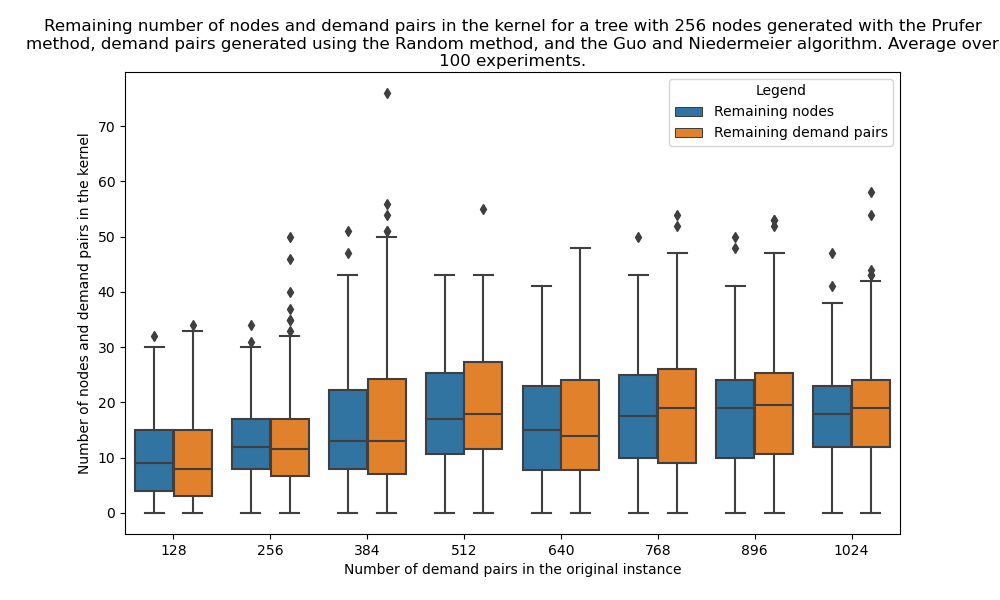 Remaining number of nodes and demand pairs in the kernel for a tree with 256 nodes generated with the Prufer
method, demand pairs generated using the Random method, and the Guo and Niedermeier algorithm. Average over
100 experiments.
Legend
Remaining nodes
Remaining demand pairs
Number of nodes and demand pairs in the kernel
70
60
50
40
30
20
10
0
128 256 384 512 640 768 896 1024
Number of demand pairs in the original instance